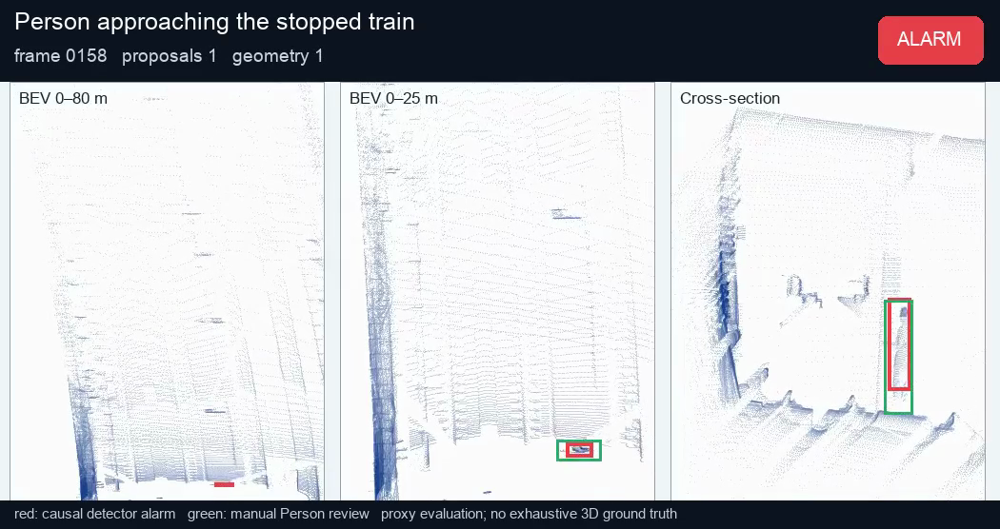 Person approaching the stopped train
frame 0158   proposals 1   geometry 1
ALARM
BEV 0–80 m
BEV 0–25 m
Cross-section
red: causal detector alarm   green: manual Person review   proxy evaluation; no exhaustive 3D ground truth